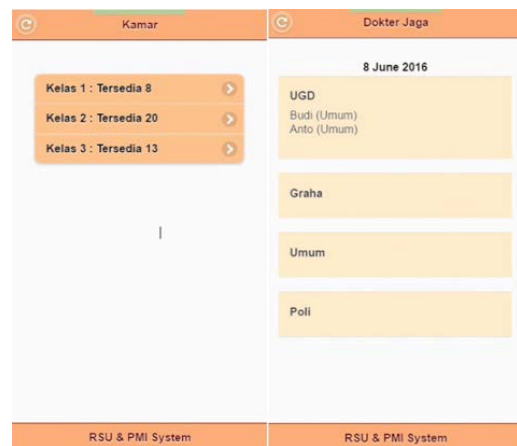 Kamar
Kelas 1 : Tersedia 8
Kelas 2 : Tersedia 20
Kelas 3 : Tersedia 13
RSU & PMI System
Dokter Jaga
8 June 2016
UGD
Budi (Umum)
Anto (Umum)
Graha
Umum
Poli
RSU & PMI System